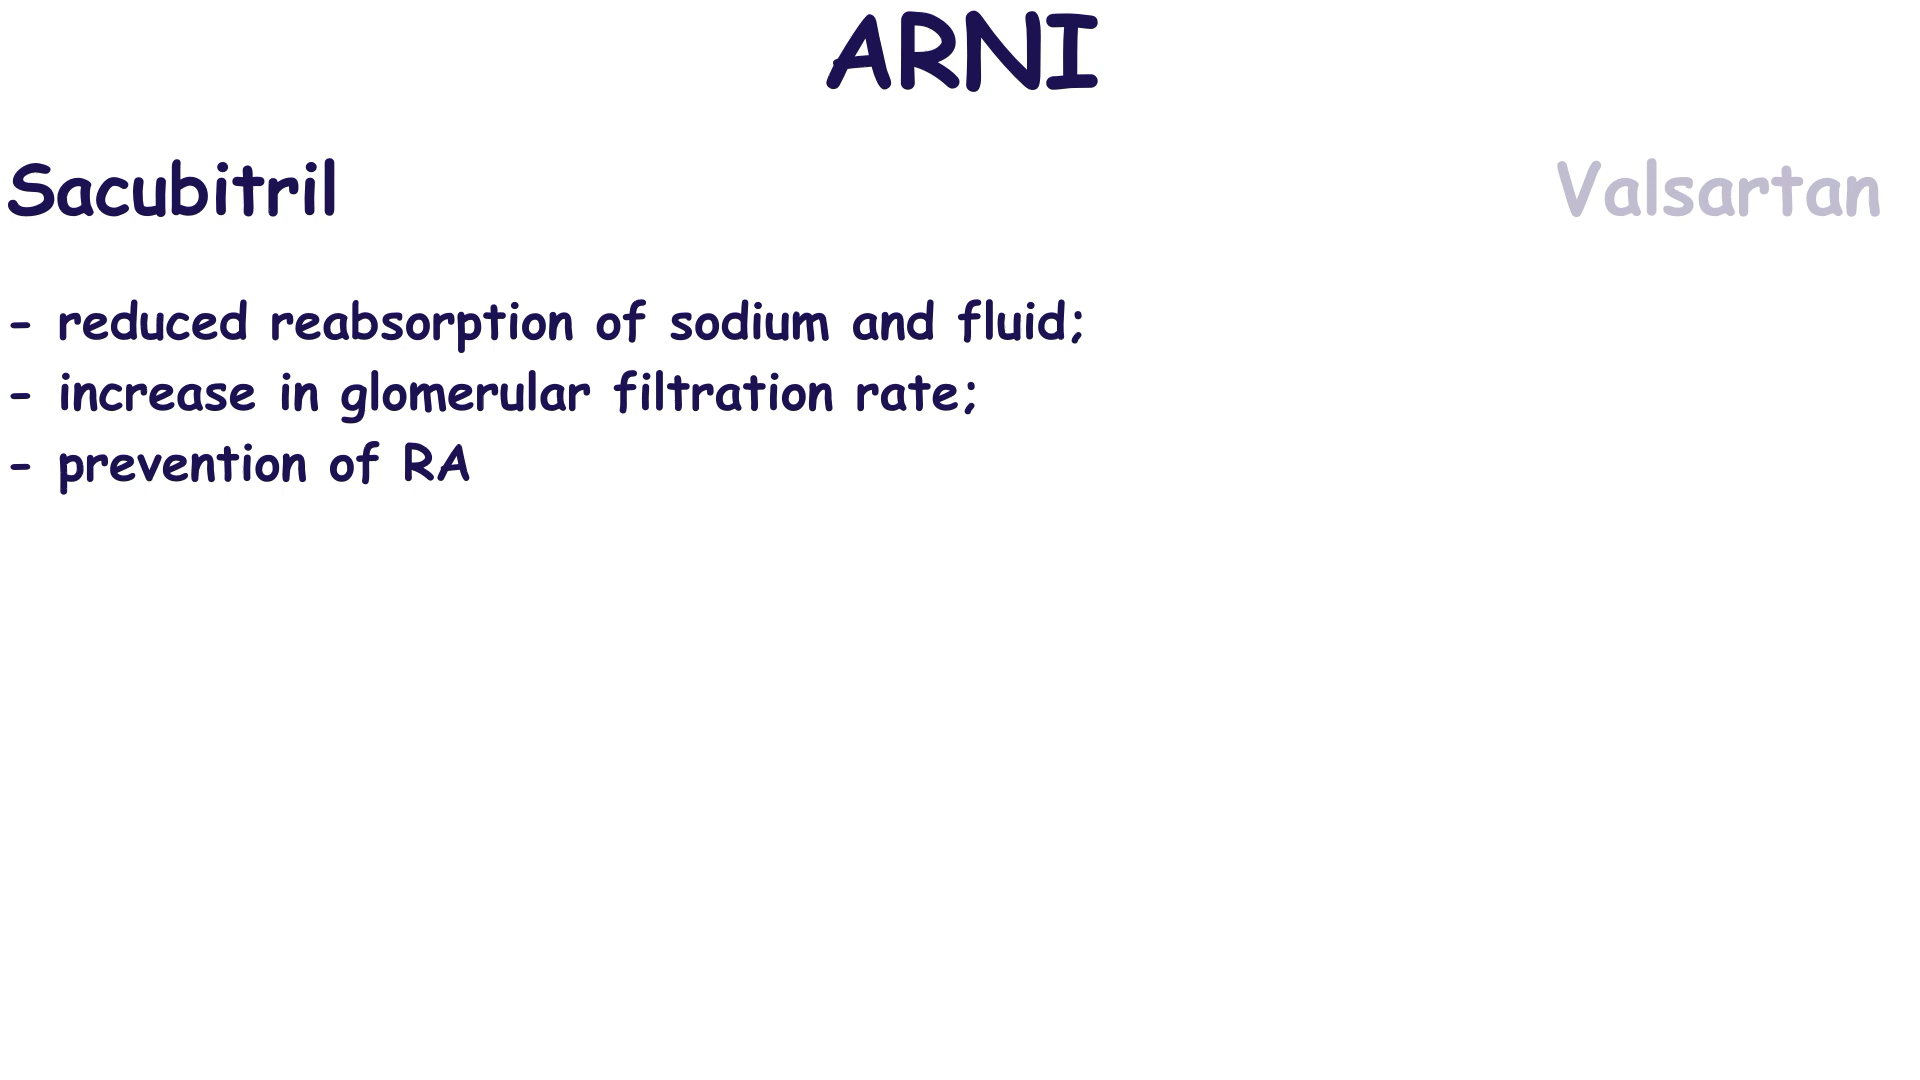 ARNI
Sacubitril Valsartan
- reduced reabsorption of sodium and fluid;
- increase in glomerular filtration rate;
- prevention of RA